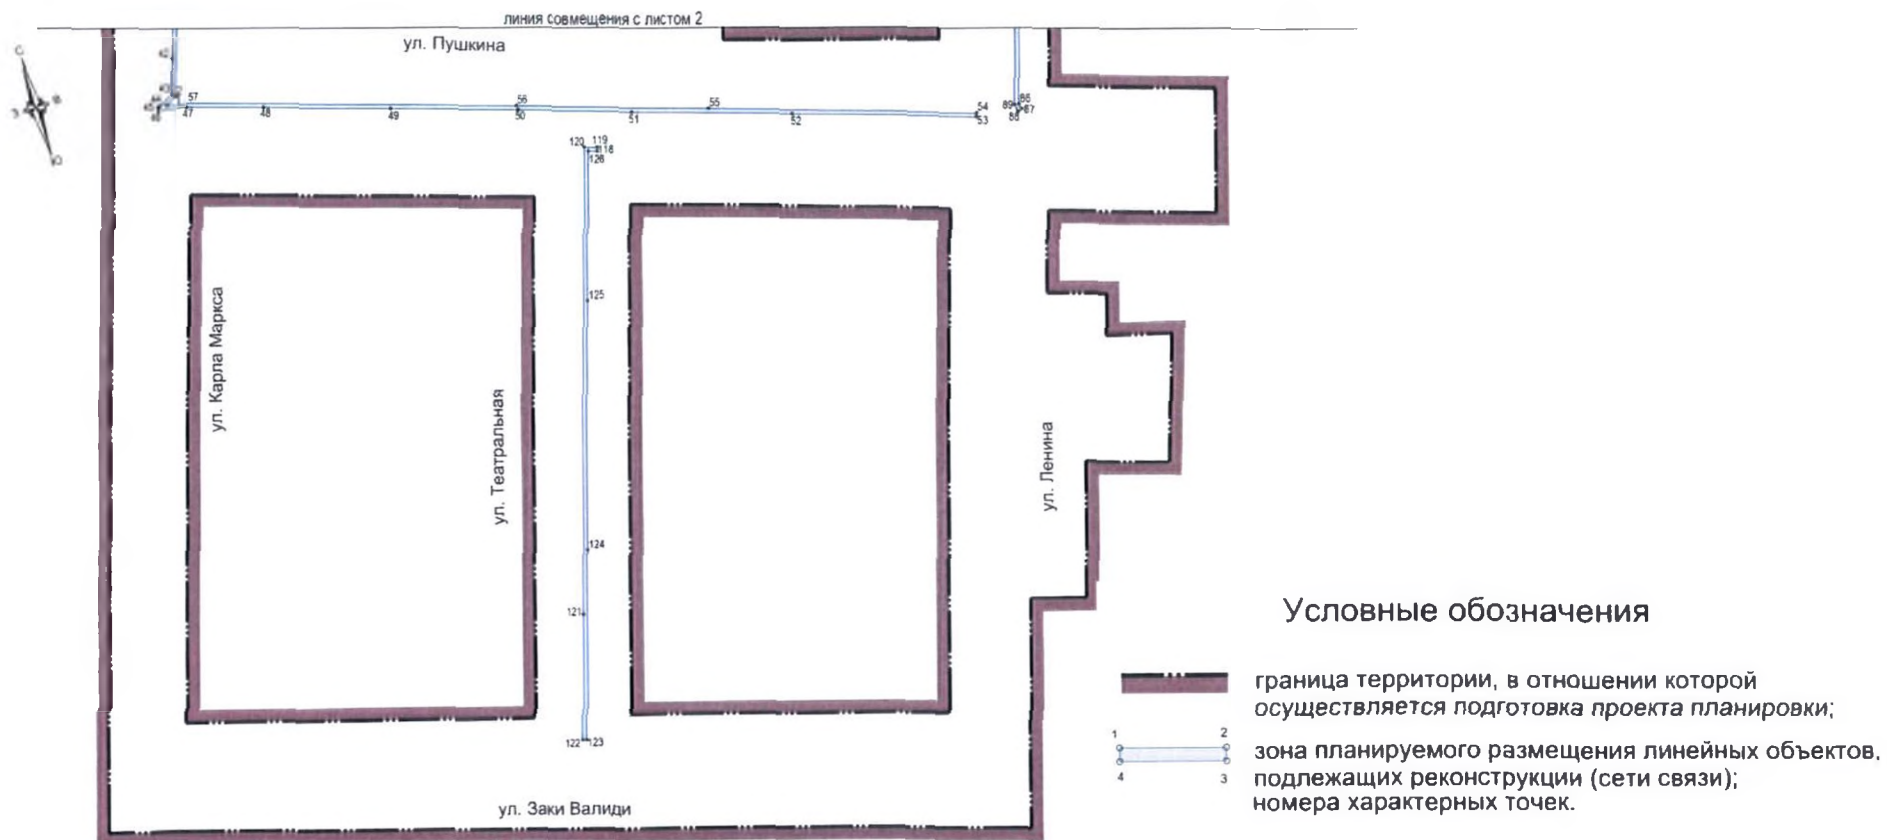 линия совмещения с листом 2
ул. Пушкина
С
З
В
Ю
57
47
48
49
56
50
51
55
52
54
53
89
86
87
88
120
119
118
126
125
124
121
122
123
ул. Карла Маркса
ул. Театральная
ул. Ленина
ул. Заки Валиди
Условные обозначения
граница территории, в отношении которой
осуществляется подготовка проекта планировки;
1
2
4
3
зона планируемого размещения линейных объектов,
подлежащих реконструкции (сети связи);
номера характерных точек.